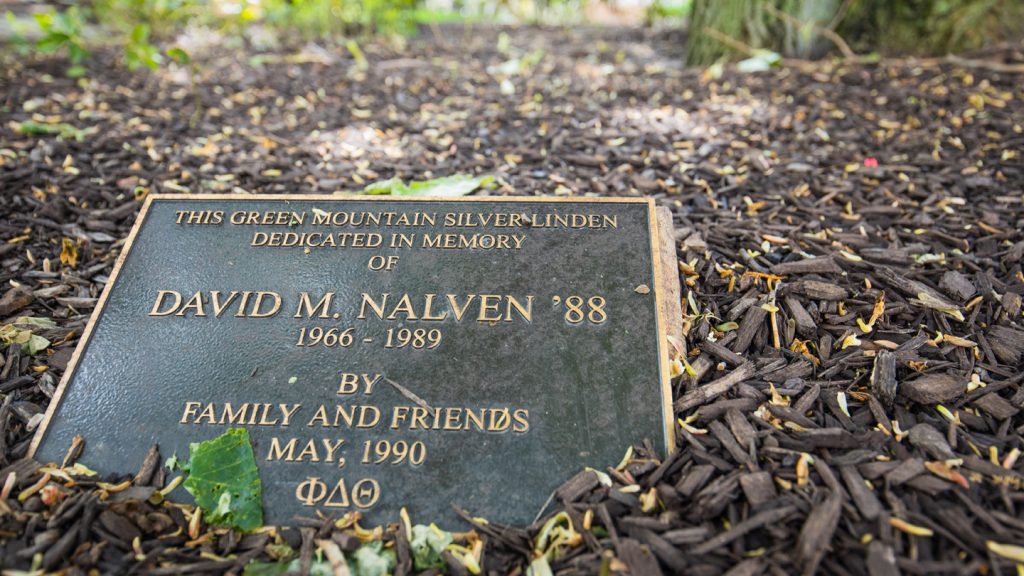 THIS GREEN MOUNTAIN SILVER LINDEN
DEDICATED IN MEMORY
OF
DAVID M. NALVEN '88
1966 - 1989
BY
FAMILY AND FRIENDS
MAY, 1990
ΦΔΘ